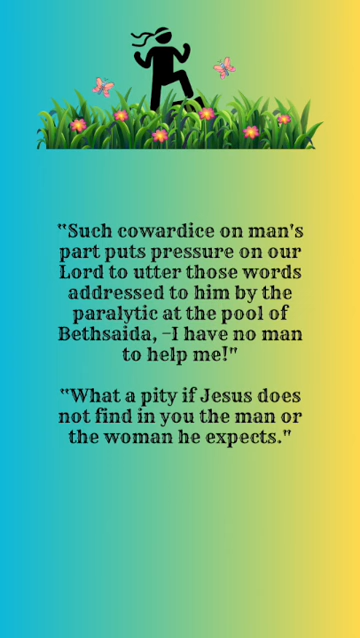 "Such cowardice on man's
part puts pressure on our
Lord to utter those words
addressed to him by the
paralytic at the pool of
Bethsaida, –I have no man
to help me!"
"What a pity if Jesus does
not find in you the man or
the woman he expects."